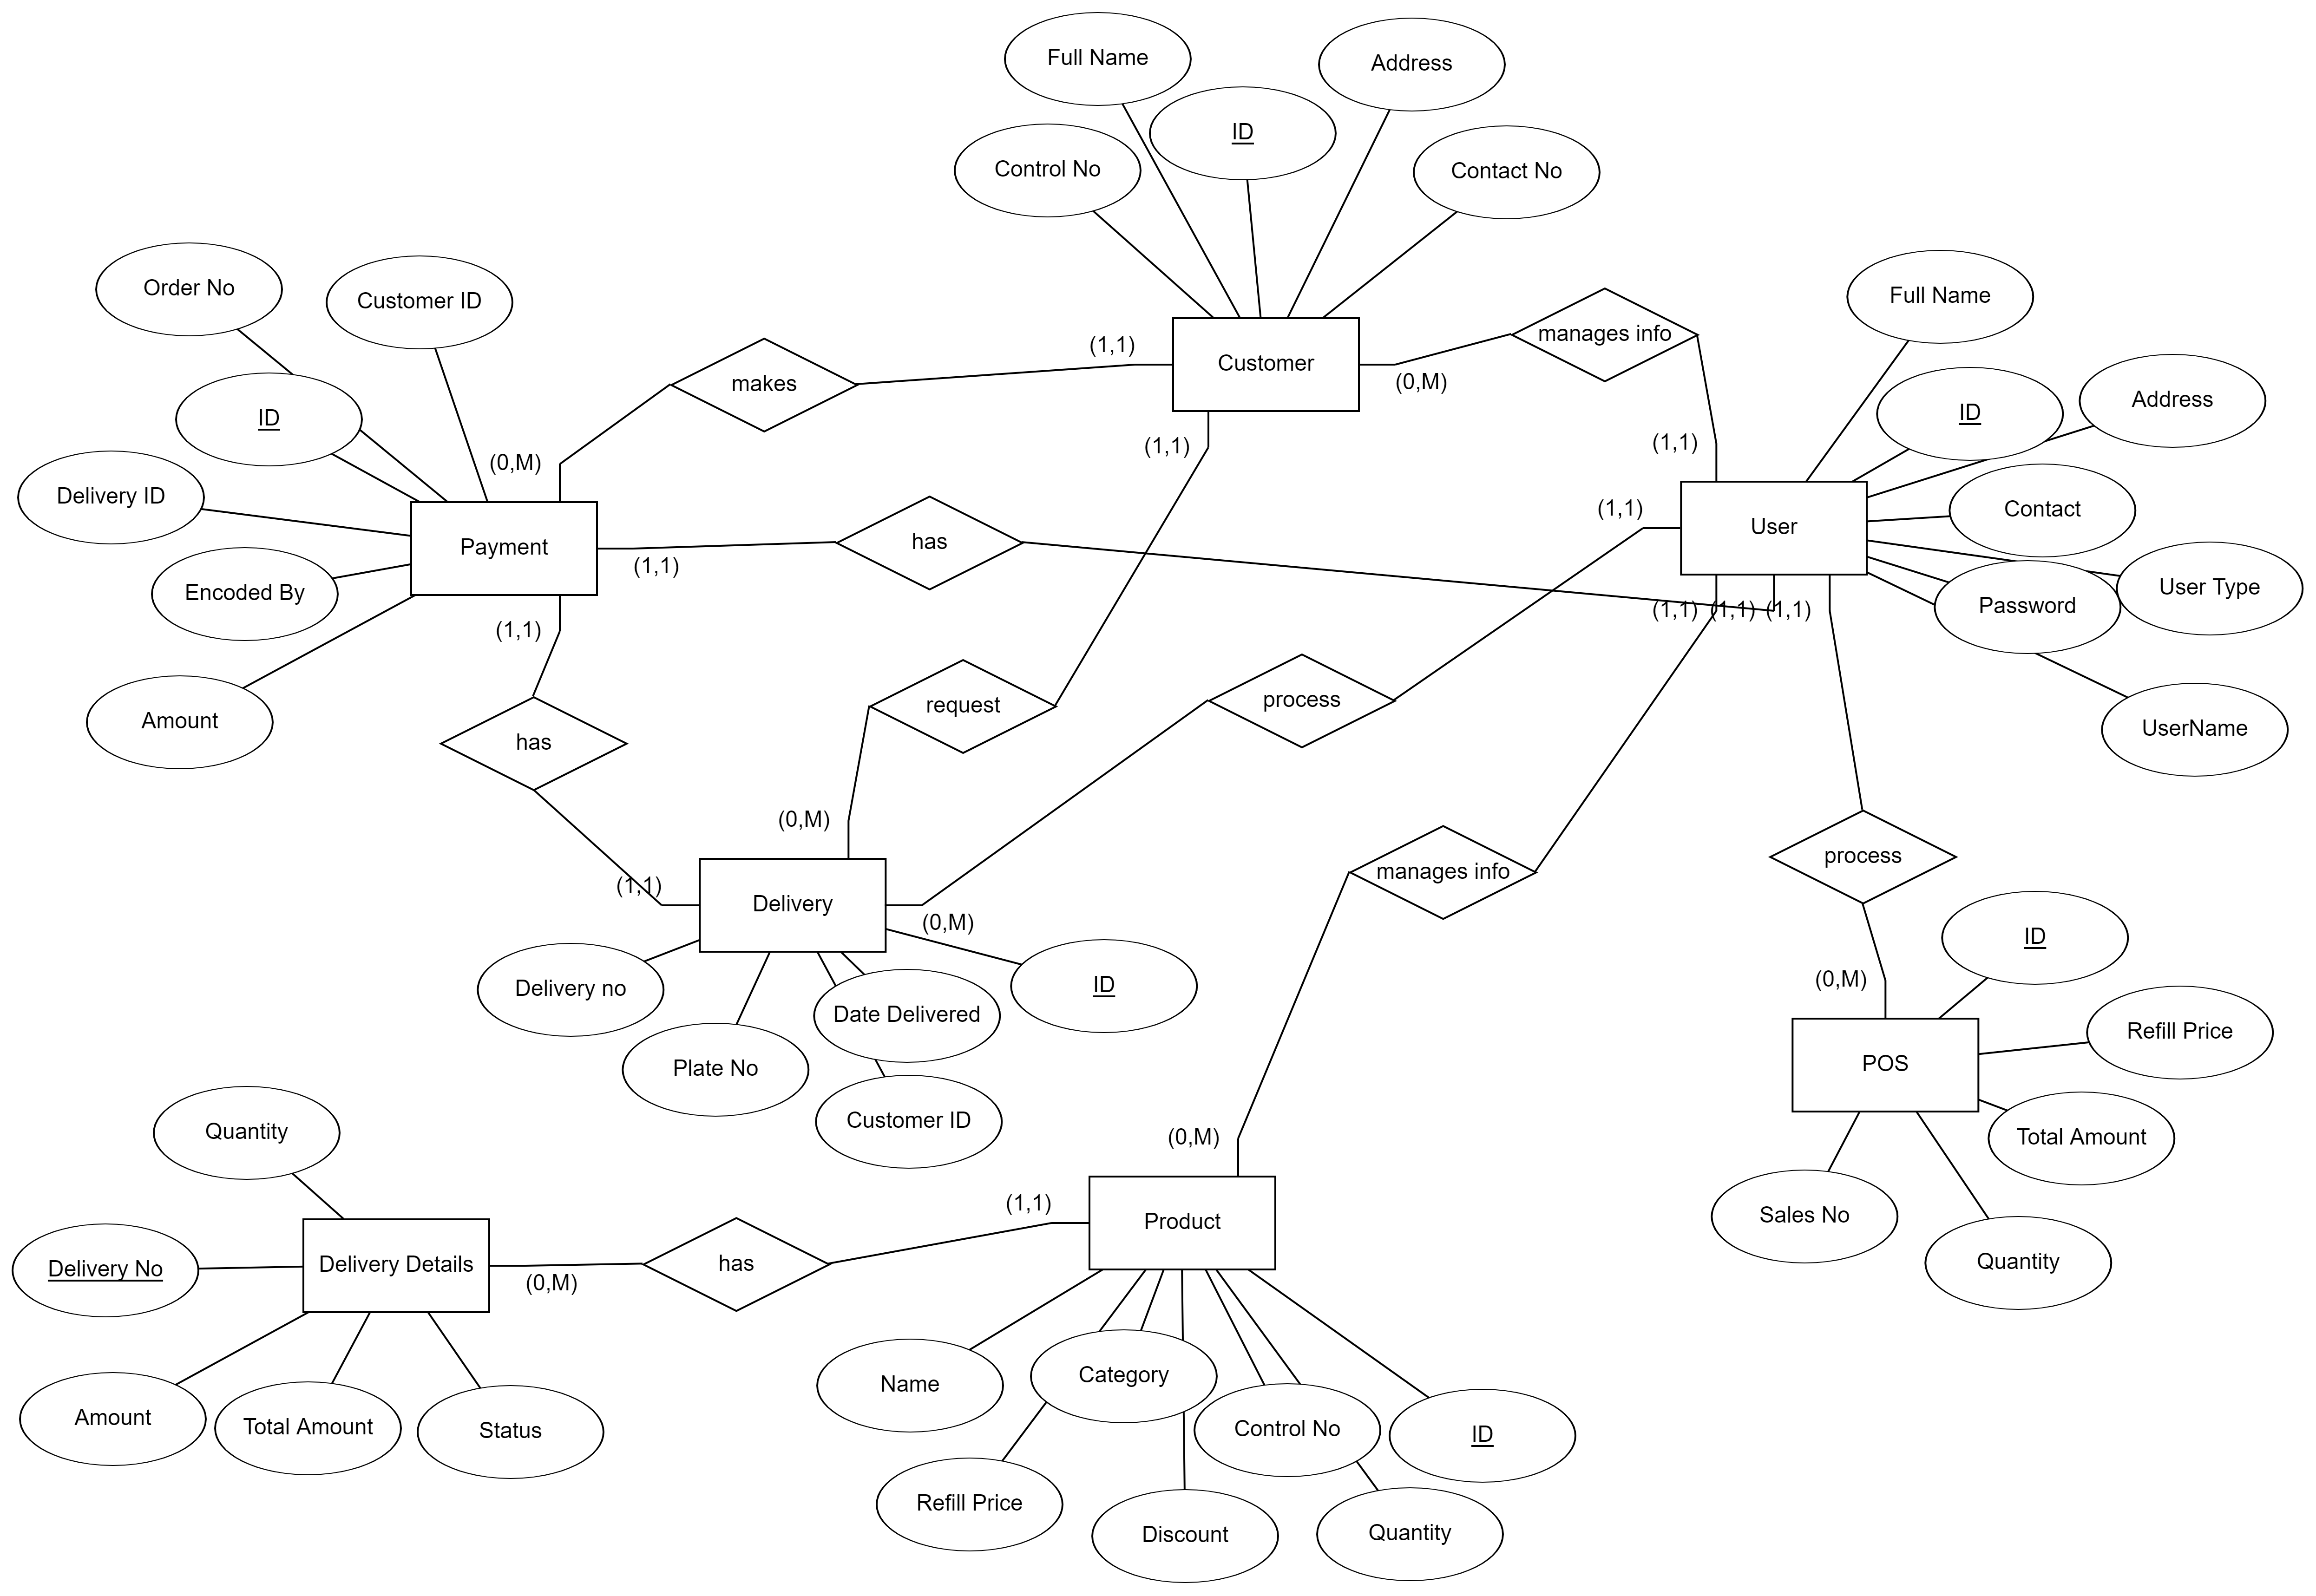 Full Name
Address
ID
Control No
Contact No
Order No
Customer ID
Full Name
manages info
(1,1)
Customer
makes
(0,M)
Address
ID
ID
(1,1)
(1,1)
(0,M)
Delivery ID
(1,1)
Contact
User
Payment
has
(1,1)
User Type
Encoded By
Password
(1,1)
(1,1)
(1,1)
(1,1)
process
request
Amount
UserName
has
(0,M)
process
manages info
(1,1)
Delivery
(0,M)
ID
(0,M)
ID
Delivery no
Date Delivered
Refill Price
POS
Plate No
Customer ID
Quantity
(0,M)
Total Amount
(1,1)
Sales No
Product
Delivery Details
has
Quantity
Delivery No
(0,M)
Category
Name
Amount
Total Amount
Status
Control No
ID
Refill Price
Discount
Quantity